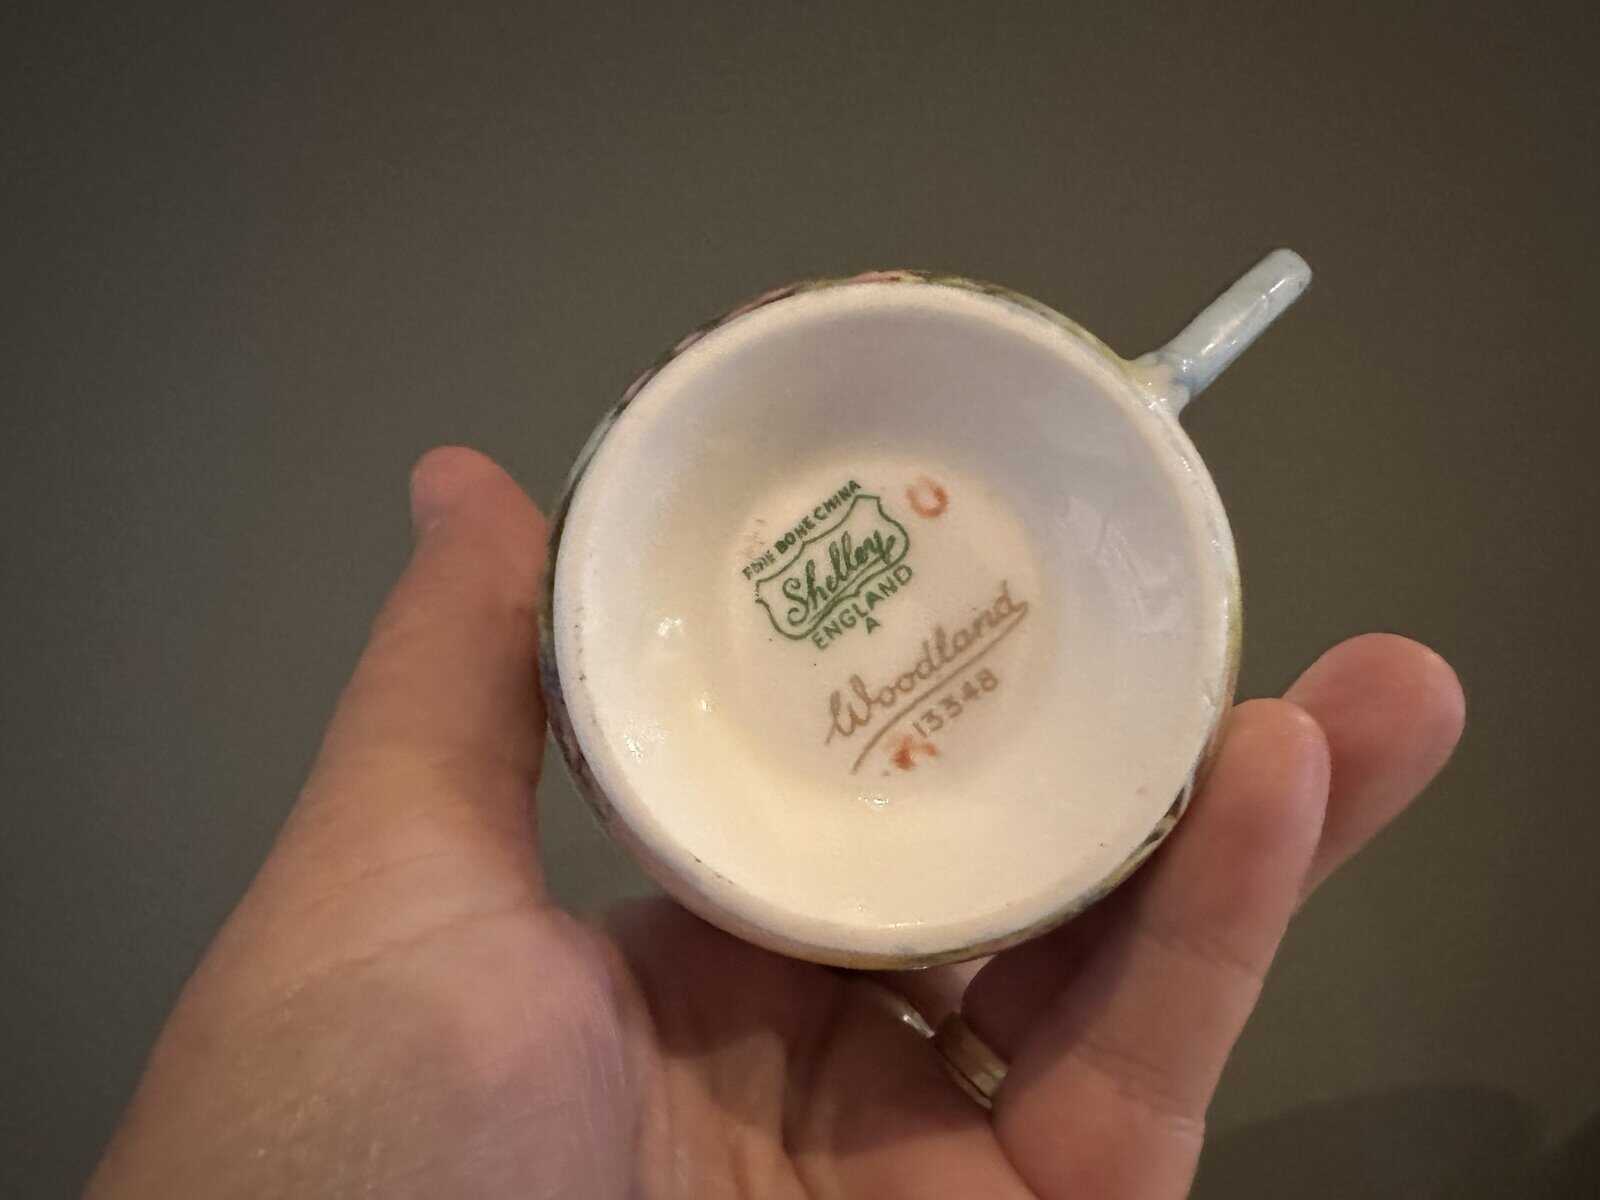 FINE BONE CHINA
Shelley
ENGLAND
A
Woodland
13348